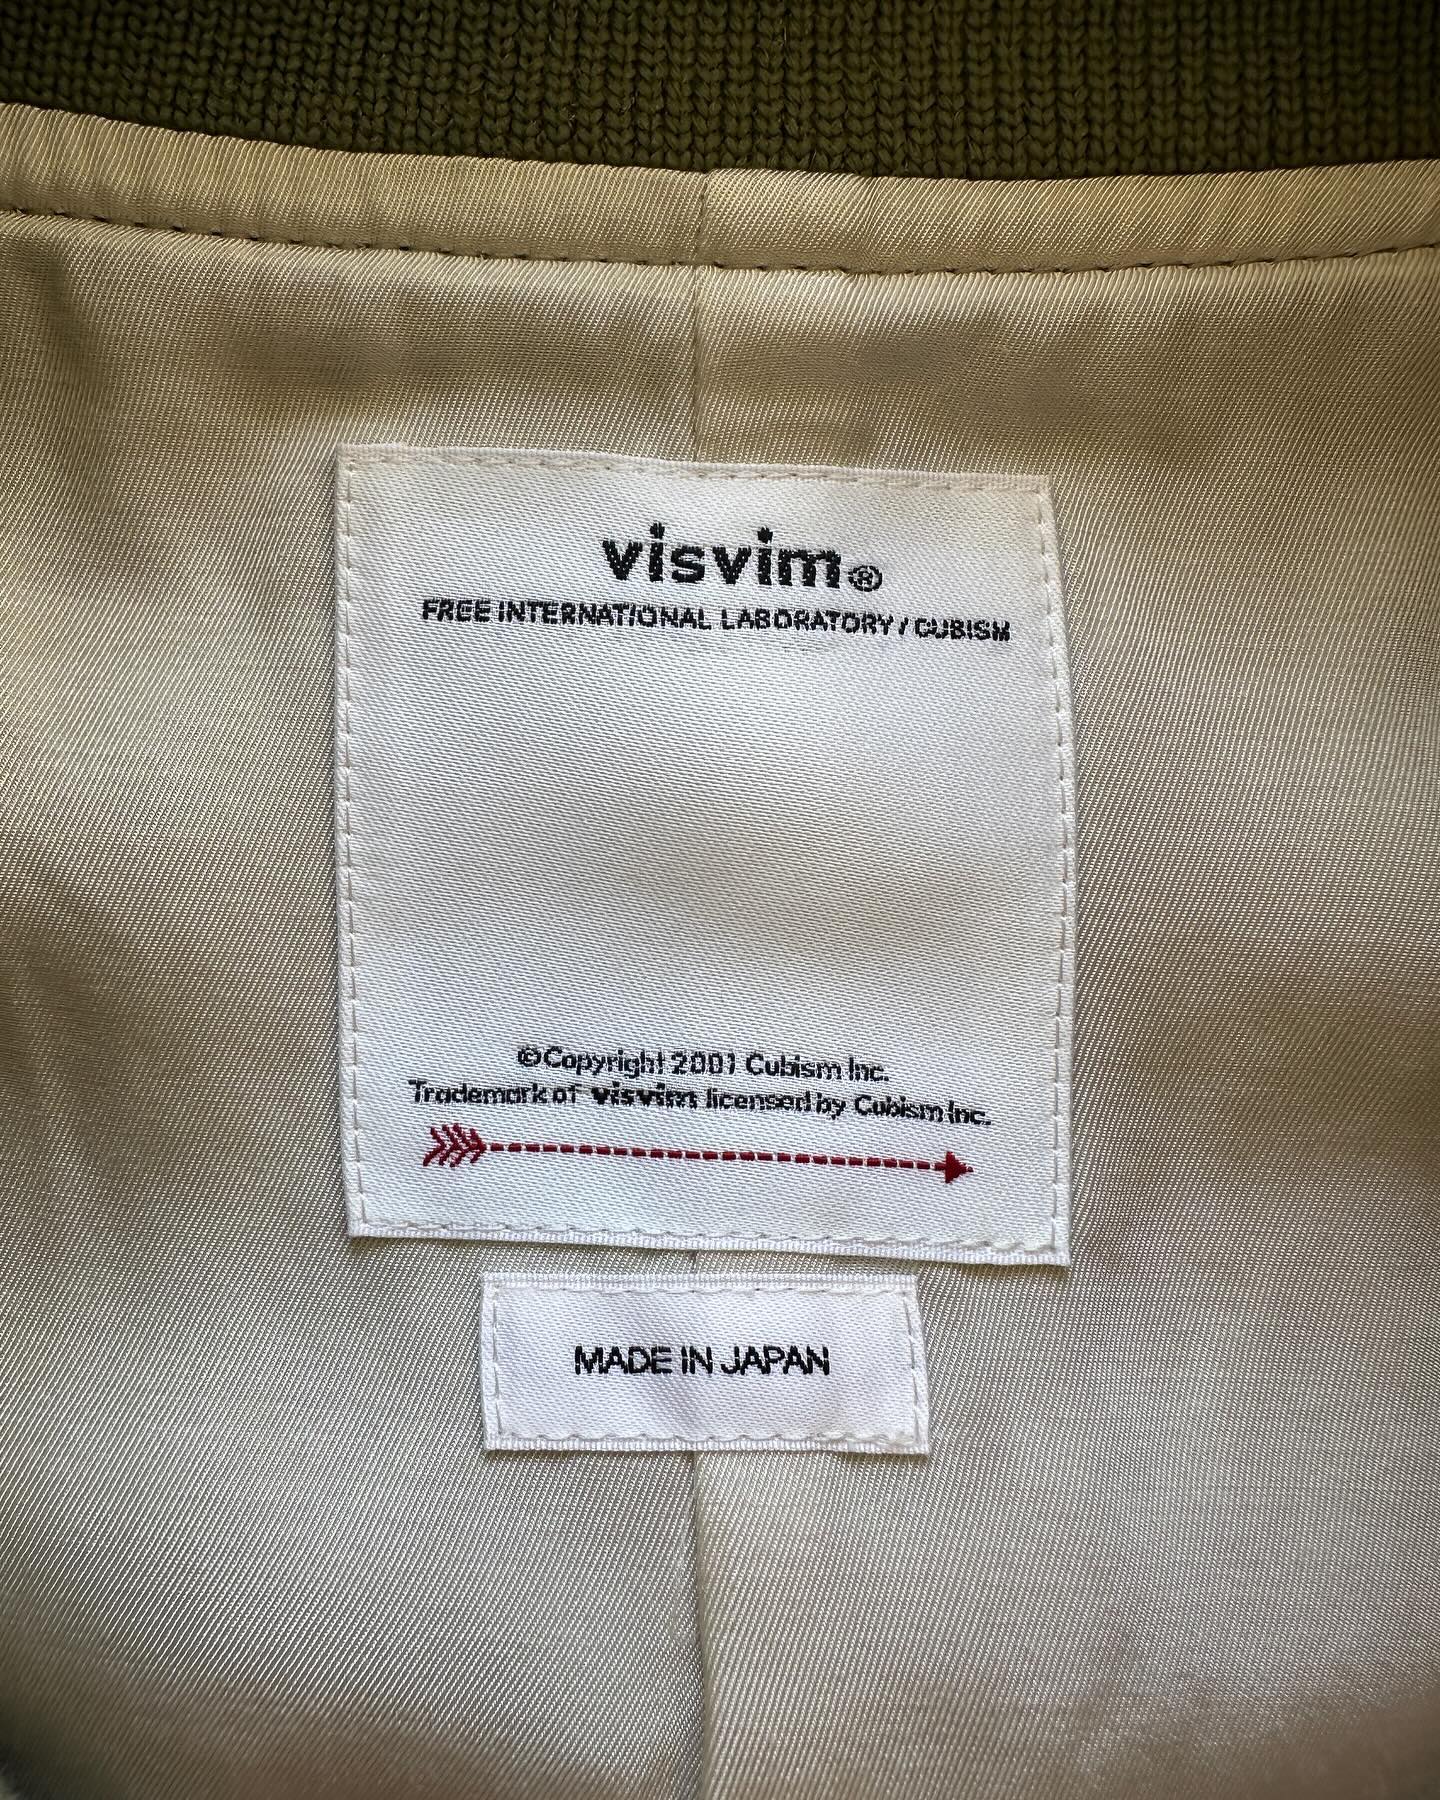 visvim®
FREE INTERNATIONAL LABORATORY / CUBISM
©Copyright 2001 Cubism Inc.
Trademark of visvim licensed by Cubism Inc.
MADE IN JAPAN